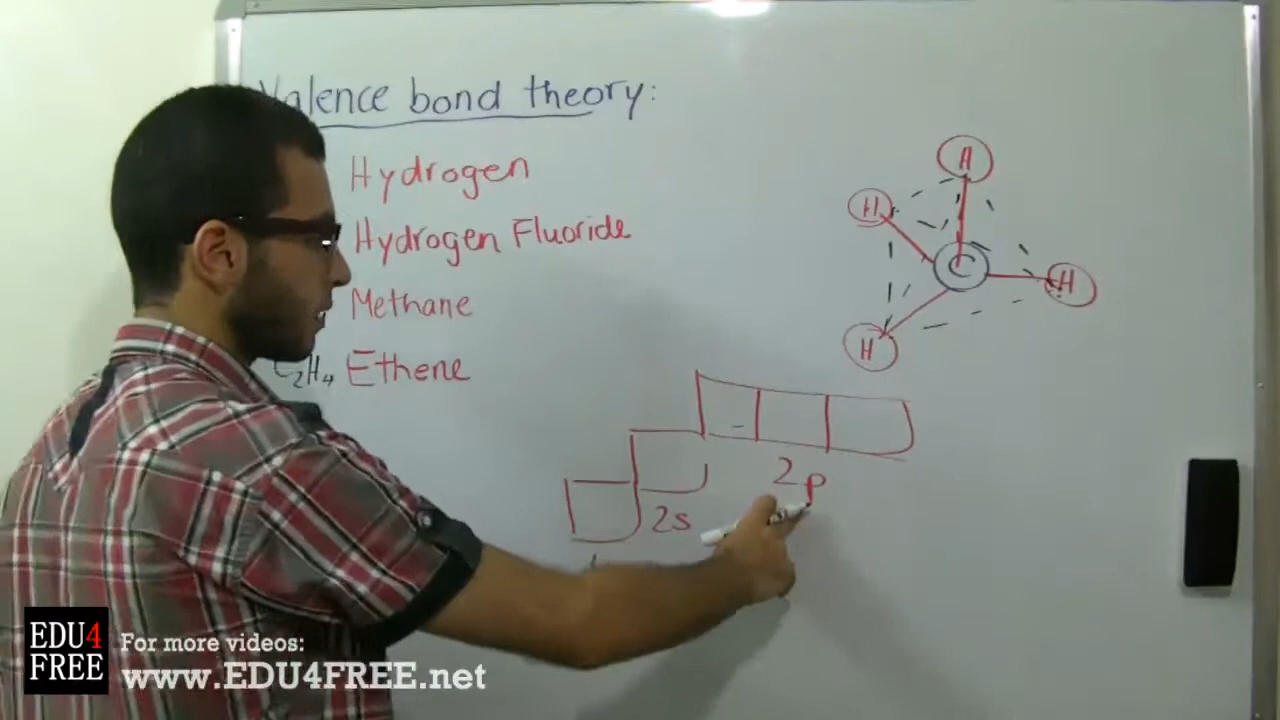 Valence bond theory:
Hydrogen
Hydrogen Fluoride
Methane
C₂H₄ Ethene
H
H
C
H
H
2p
2s
EDU4
FREE
For more videos:
www.EDU4FREE.net